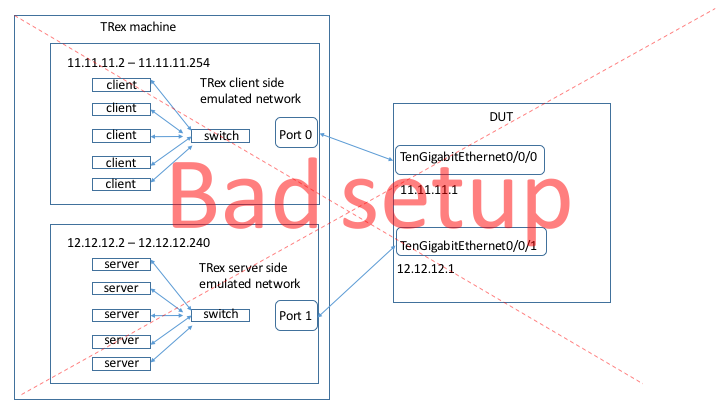 TRex machine
11.11.11.2 – 11.11.11.254
client
client
client
client
client
TRex client side
emulated network
switch
Port 0
DUT
TenGigabitEthernet0/0/0
11.11.11.1
Bad setup
12.12.12.2 – 12.12.12.240
server
server
server
server
server
TRex server side
emulated network
switch
Port 1
TenGigabitEthernet0/0/1
12.12.12.1